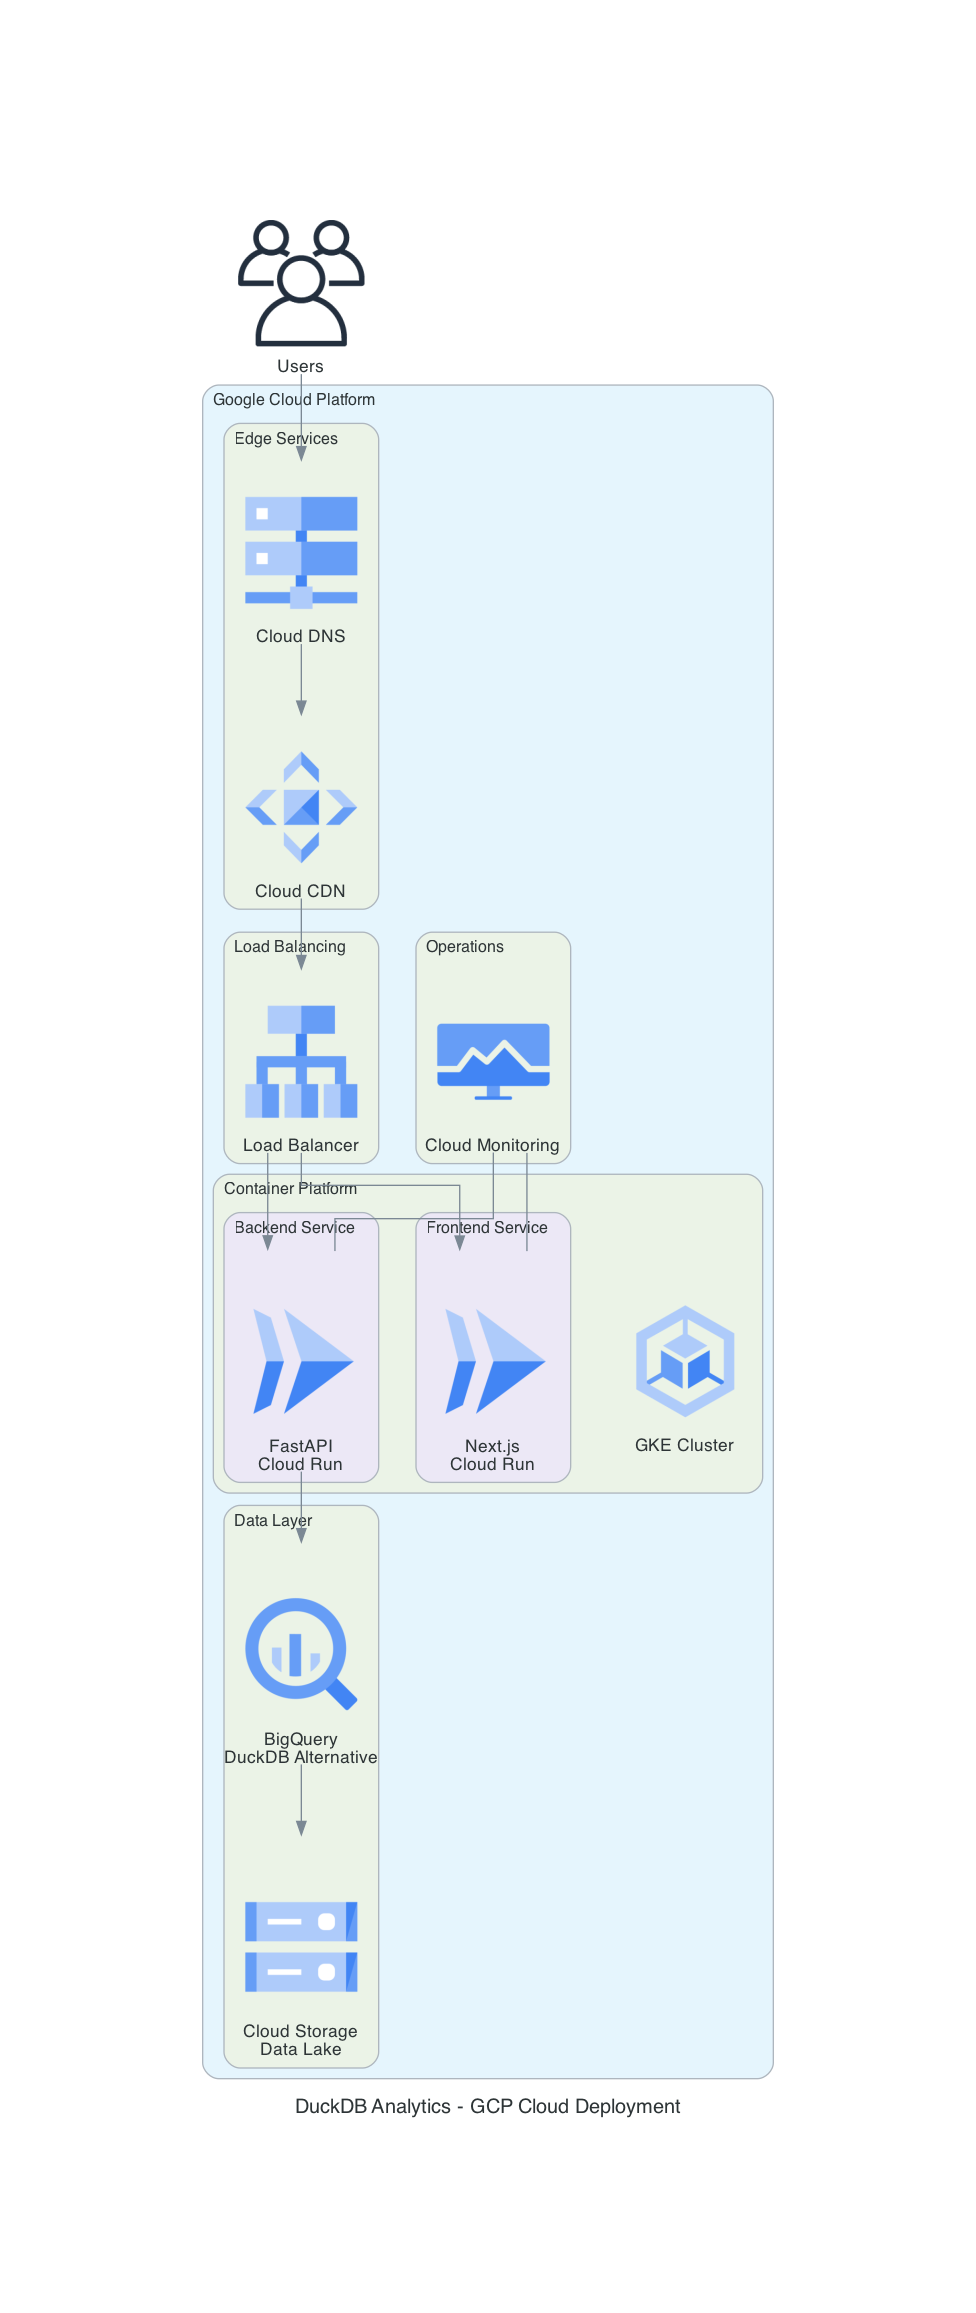 Users
Google Cloud Platform
Edge Services
Cloud DNS
Cloud CDN
Load Balancing
Operations
Load Balancer
Cloud Monitoring
Container Platform
Backend Service
Frontend Service
FastAPI
Cloud Run
Next.js
Cloud Run
GKE Cluster
Data Layer
BigQuery
DuckDB Alternative
Cloud Storage
Data Lake
DuckDB Analytics - GCP Cloud Deployment